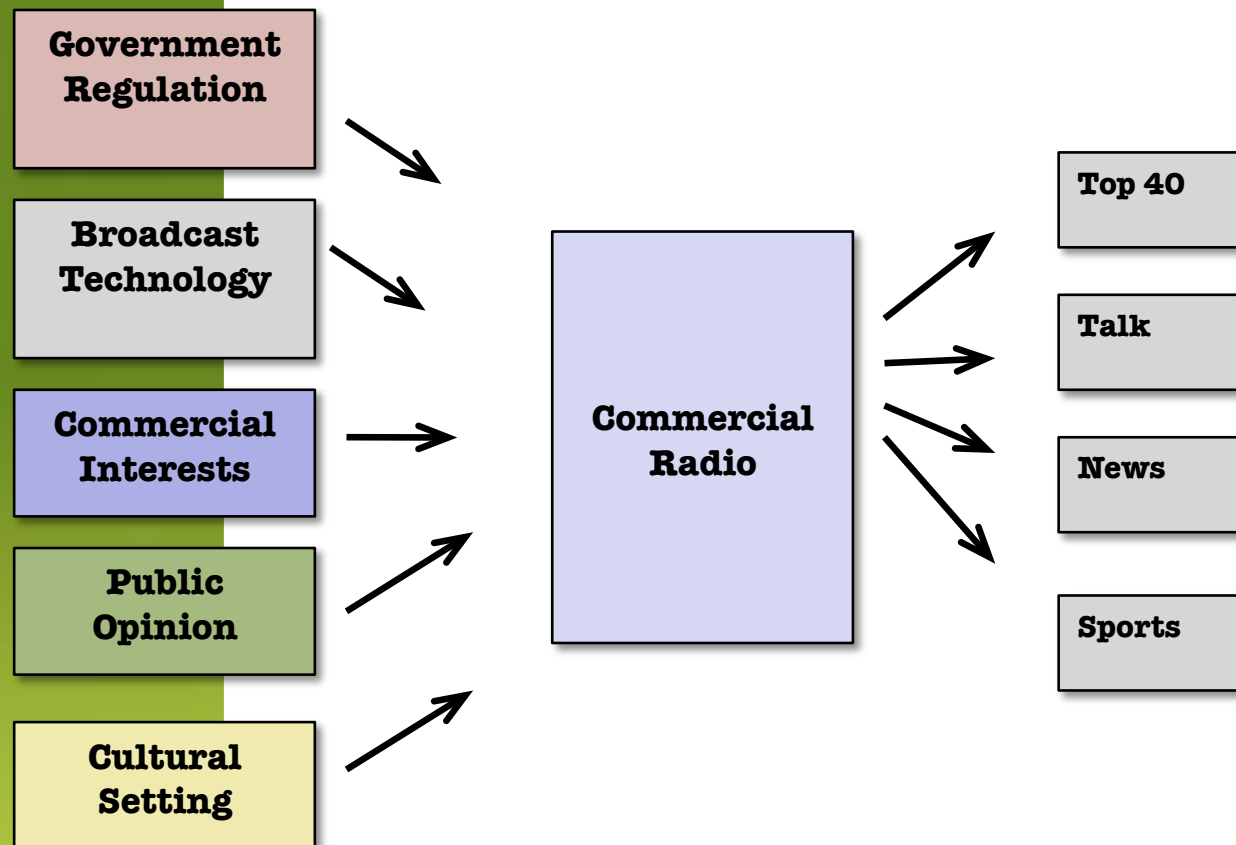 Government
Regulation
Broadcast
Technology
Commercial
Interests
Public
Opinion
Cultural
Setting
Commercial
Radio
Top 40
Talk
News
Sports